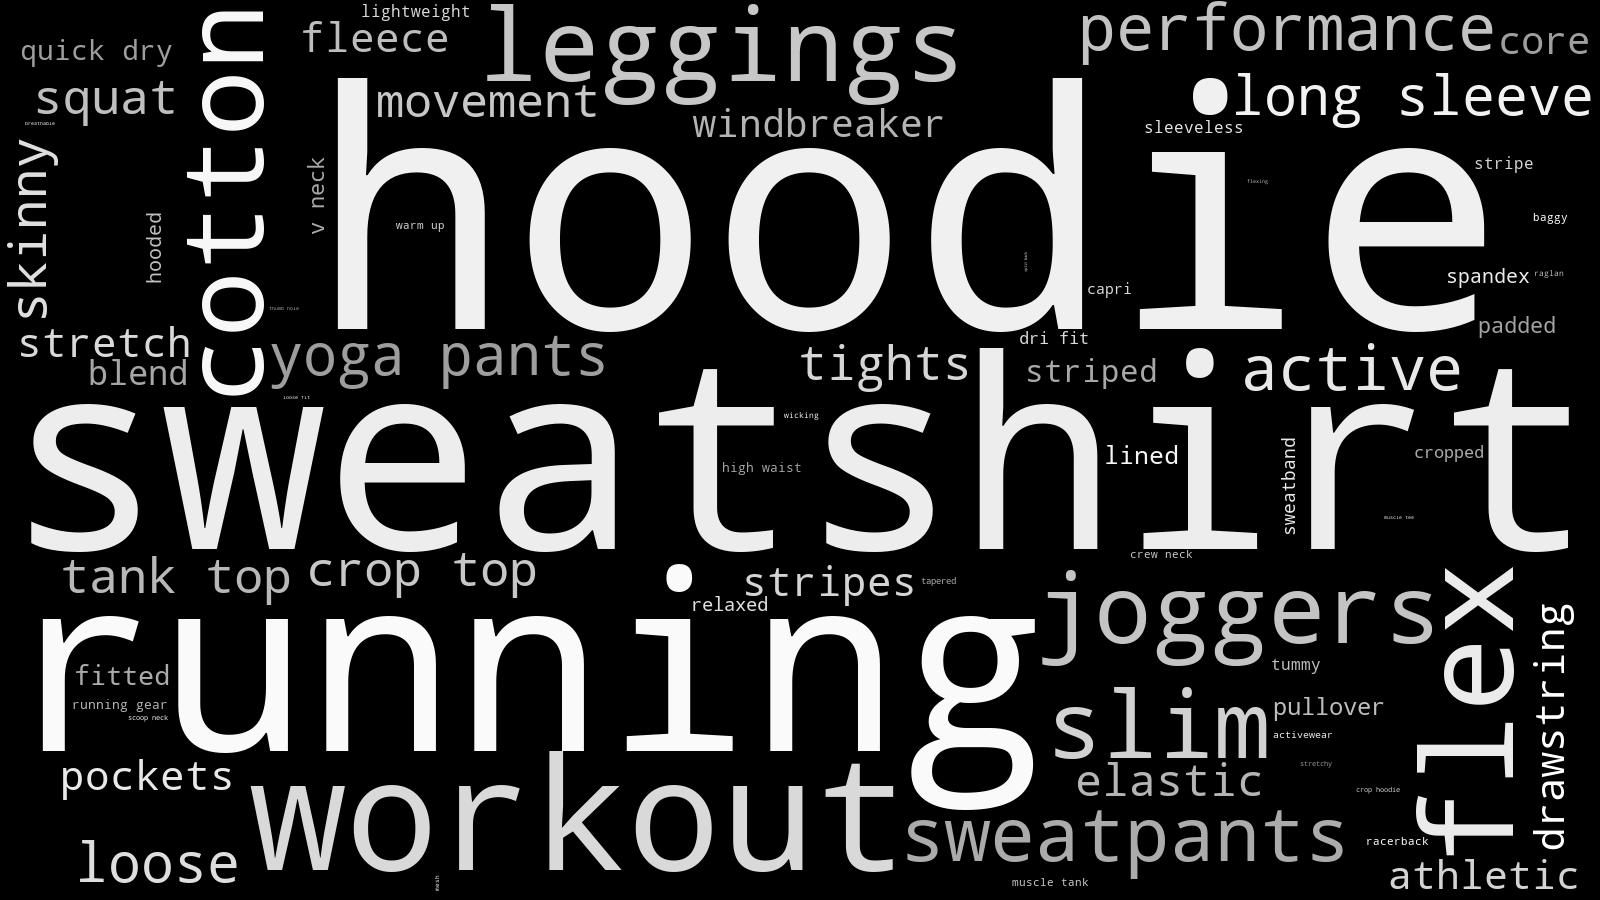 lightweight
quick dry
fleece
leggings
performance
core
squat
movement
long sleeve
breathable
windbreaker
sleeveless
skinny
cotton
v neck
hoodie
stripe
flexing
hooded
warm up
baggy
split back
spandex
raglan
capri
thumb hole
padded
stretch
dri fit
blend
yoga pants
tights
striped
active
loose fit
sweatshirt
wicking
high waist
lined
sweatband
cropped
muscle tee
crew neck
tank top
crop top
stripes
tapered
relaxed
running
joggers
flex
drawstring
fitted
tummy
running gear
scoop neck
slim
pullover
activewear
pockets
workout
elastic
stretchy
crop hoodie
sweatpants
racerback
loose
mesh
muscle tank
athletic